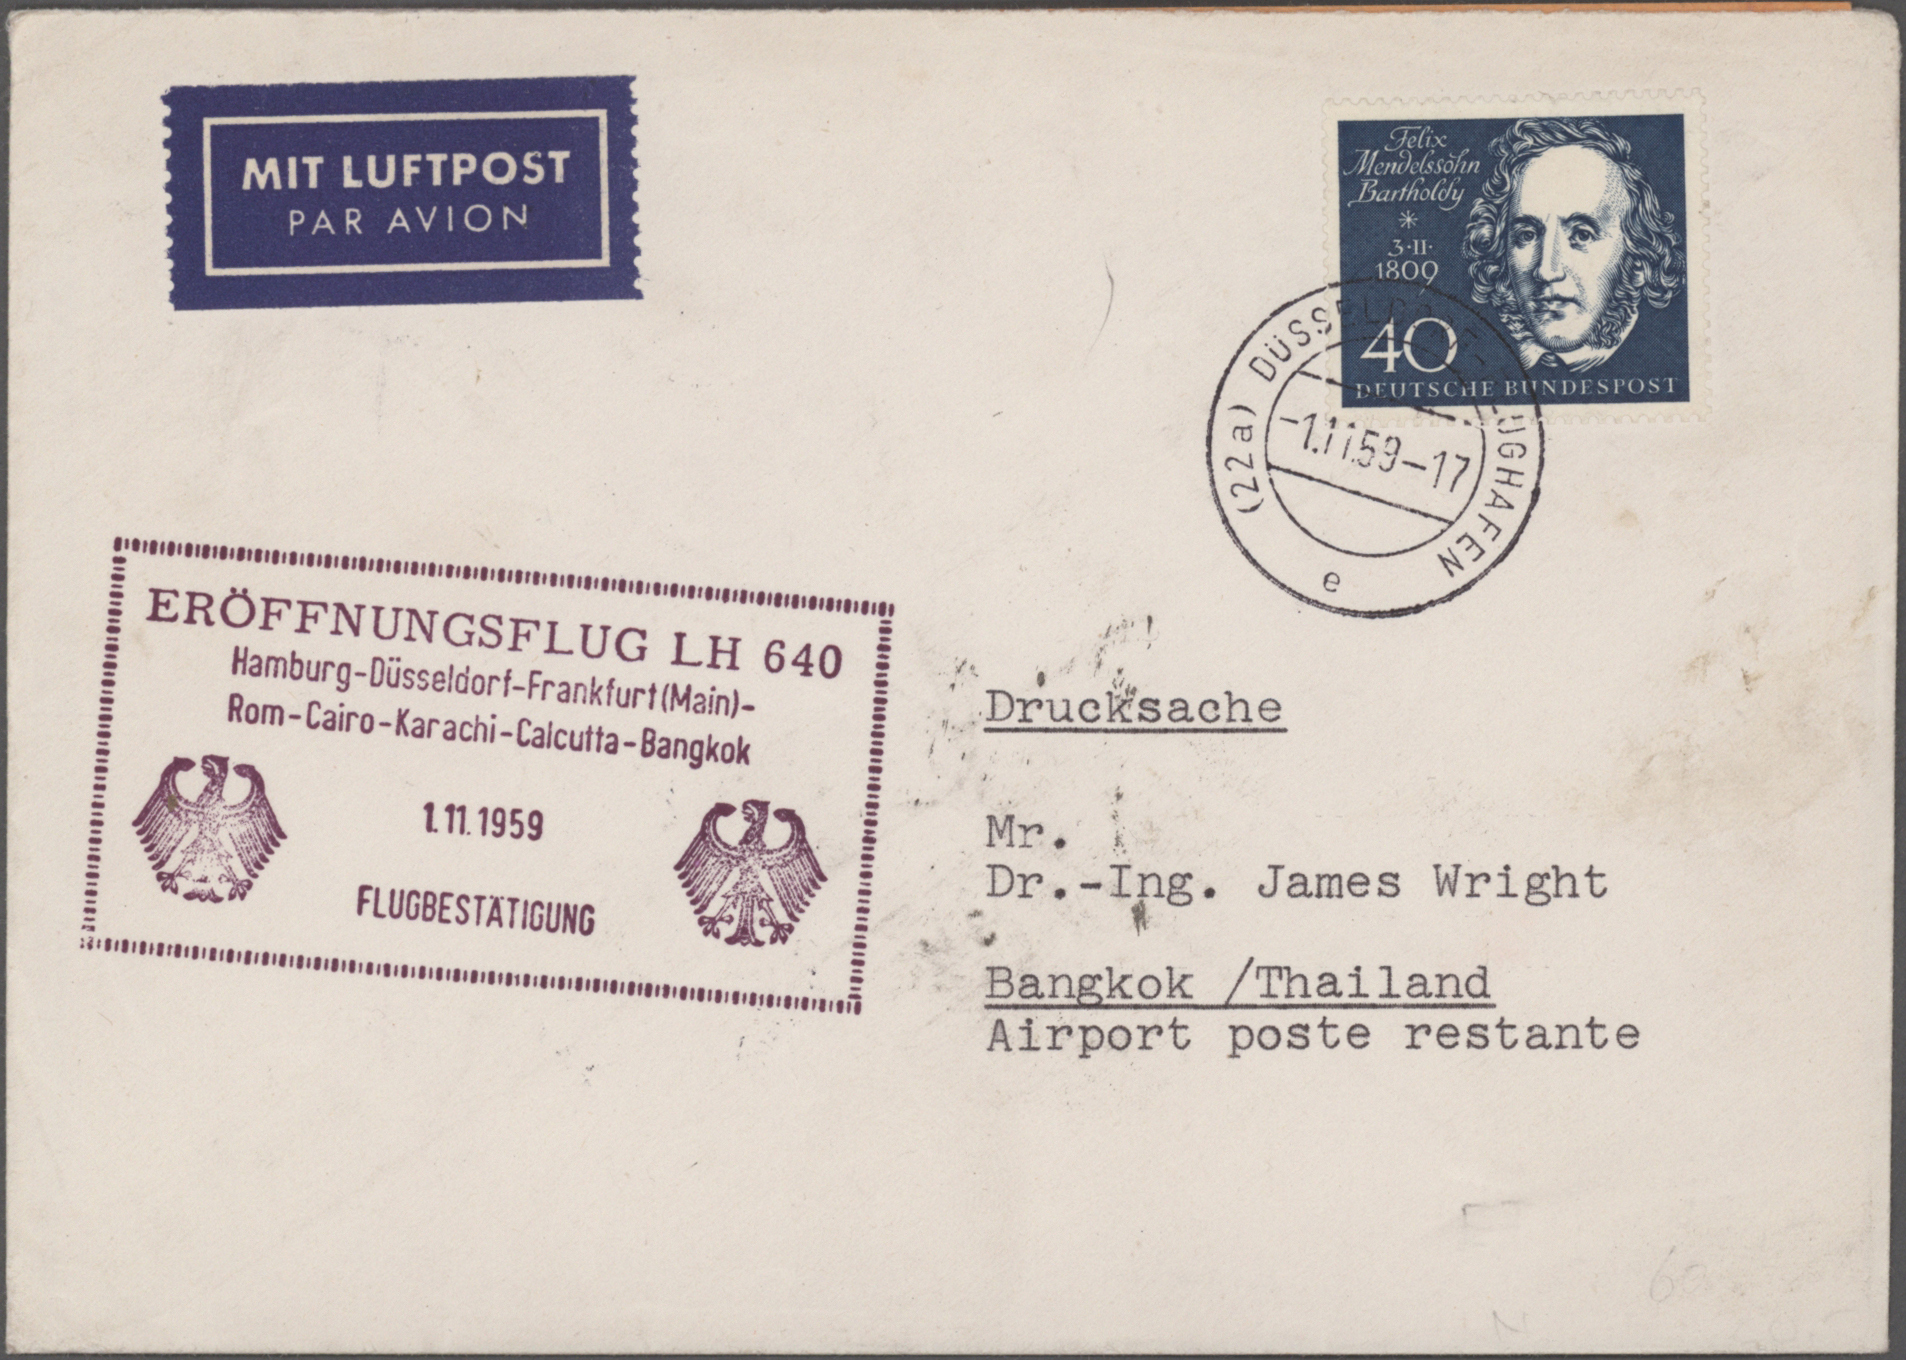 MIT LUFTPOST
PAR AVION
Felix
Mendelssohn
Bartholdy
* 3·II·
1809
40
DEUTSCHE BUNDESPOST
(22a) DÜSSELDORF-FLUGHAFEN
-1.11.59-17
e
ERÖFFNUNGSFLUG LH 640
Hamburg-Düsseldorf-Frankfurt(Main)-
Rom-Cairo-Karachi-Calcutta-Bangkok
1.11.1959
FLUGBESTÄTIGUNG
Drucksache
Mr.
Dr.-Ing. James Wright
Bangkok /Thailand
Airport poste restante